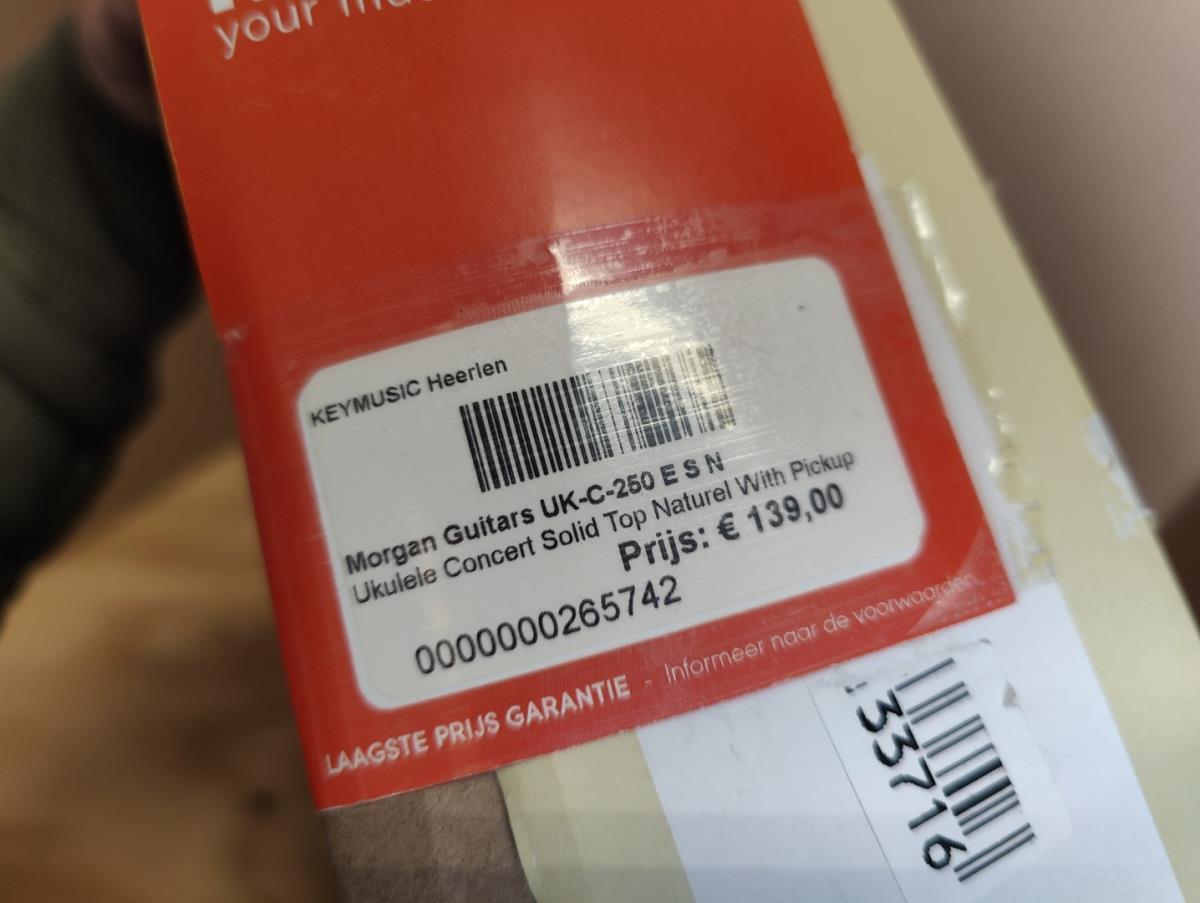 your
KEYMUSIC Heerlen
Morgan Guitars UK-C-250 E S N
Ukulele Concert Solid Top Naturel With Pickup
Prijs: € 139,00
0000000265742
LAAGSTE PRIJS GARANTIE - Informeer naar de voorwaarden
33716